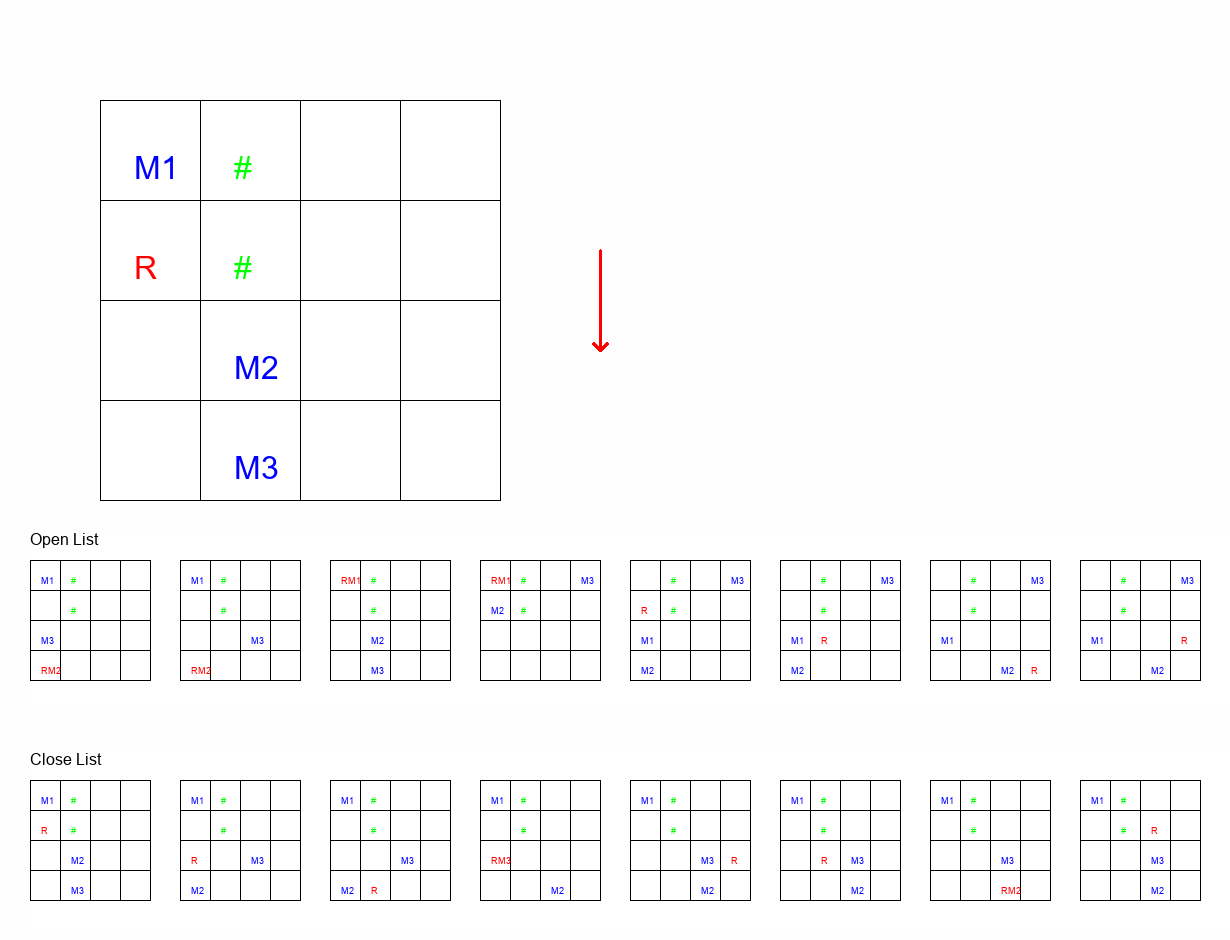 M1 #
R #
M2
M3
Open List
M1 # M1 # RM1 # RM1 # M3 # M3 # M3 # M3 # M3
# # # M2 # R # # # #
M3 M3 M2 M1 M1 R M1 M1 R
RM2 RM2 M3 M2 M2 M2 R M2
Close List
M1 # M1 # M1 # M1 # M1 # M1 # M1 # M1 #
R # # # # # # # # R
M2 R M3 M3 RM3 M3 R R M3 M3 M3
M3 M2 M2 R M2 M2 M2 RM2 M2